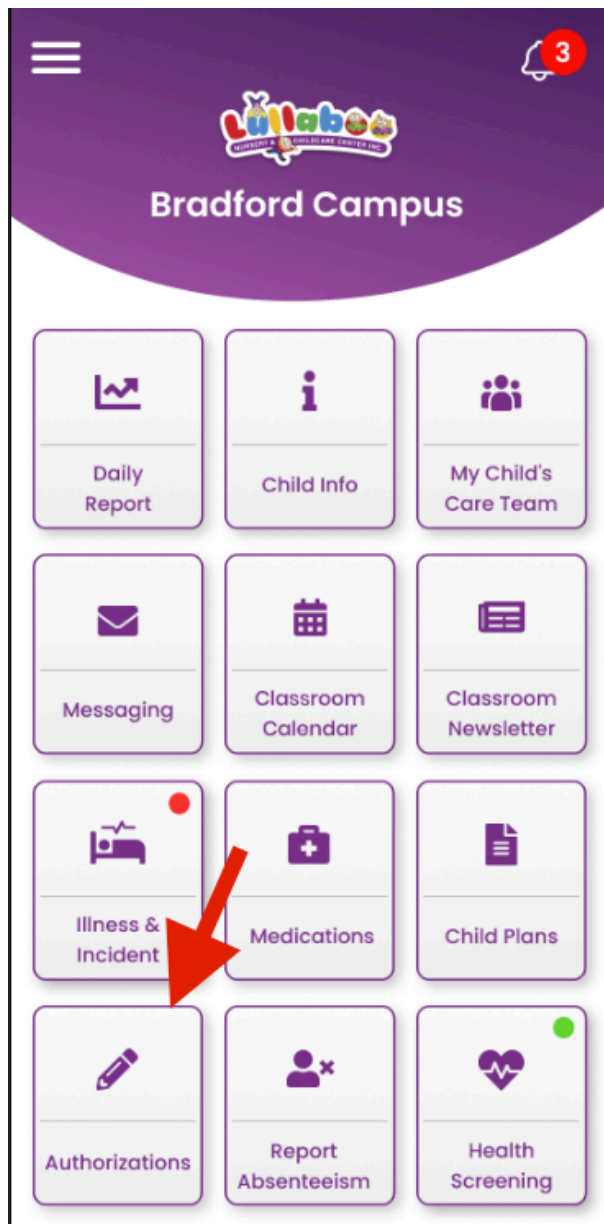 3
Lullaboo
NURSERY & CHILDCARE CENTER INC
Bradford Campus
Daily
Report
Child Info
My Child's
Care Team
Messaging
Classroom
Calendar
Classroom
Newsletter
Illness &
Incident
Medications
Child Plans
Authorizations
Report
Absenteeism
Health
Screening